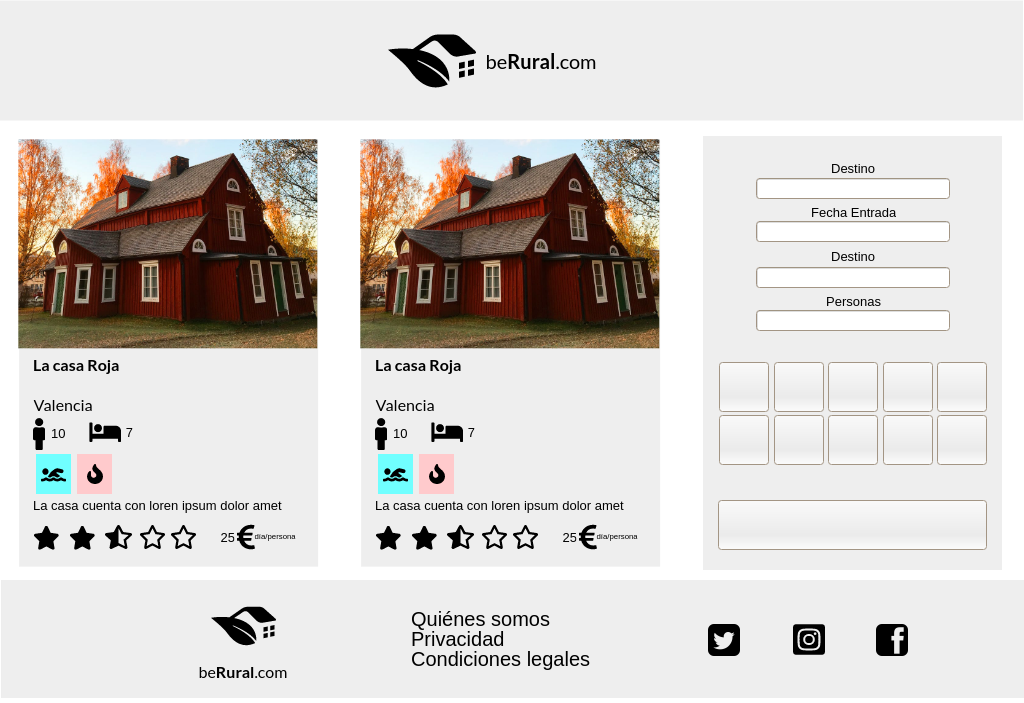 beRural.com
La casa Roja
Valencia
10 7
La casa cuenta con loren ipsum dolor amet
25€ día/persona
La casa Roja
Valencia
10 7
La casa cuenta con loren ipsum dolor amet
25€ día/persona
Destino
Fecha Entrada
Destino
Personas
beRural.com
Quiénes somos
Privacidad
Condiciones legales